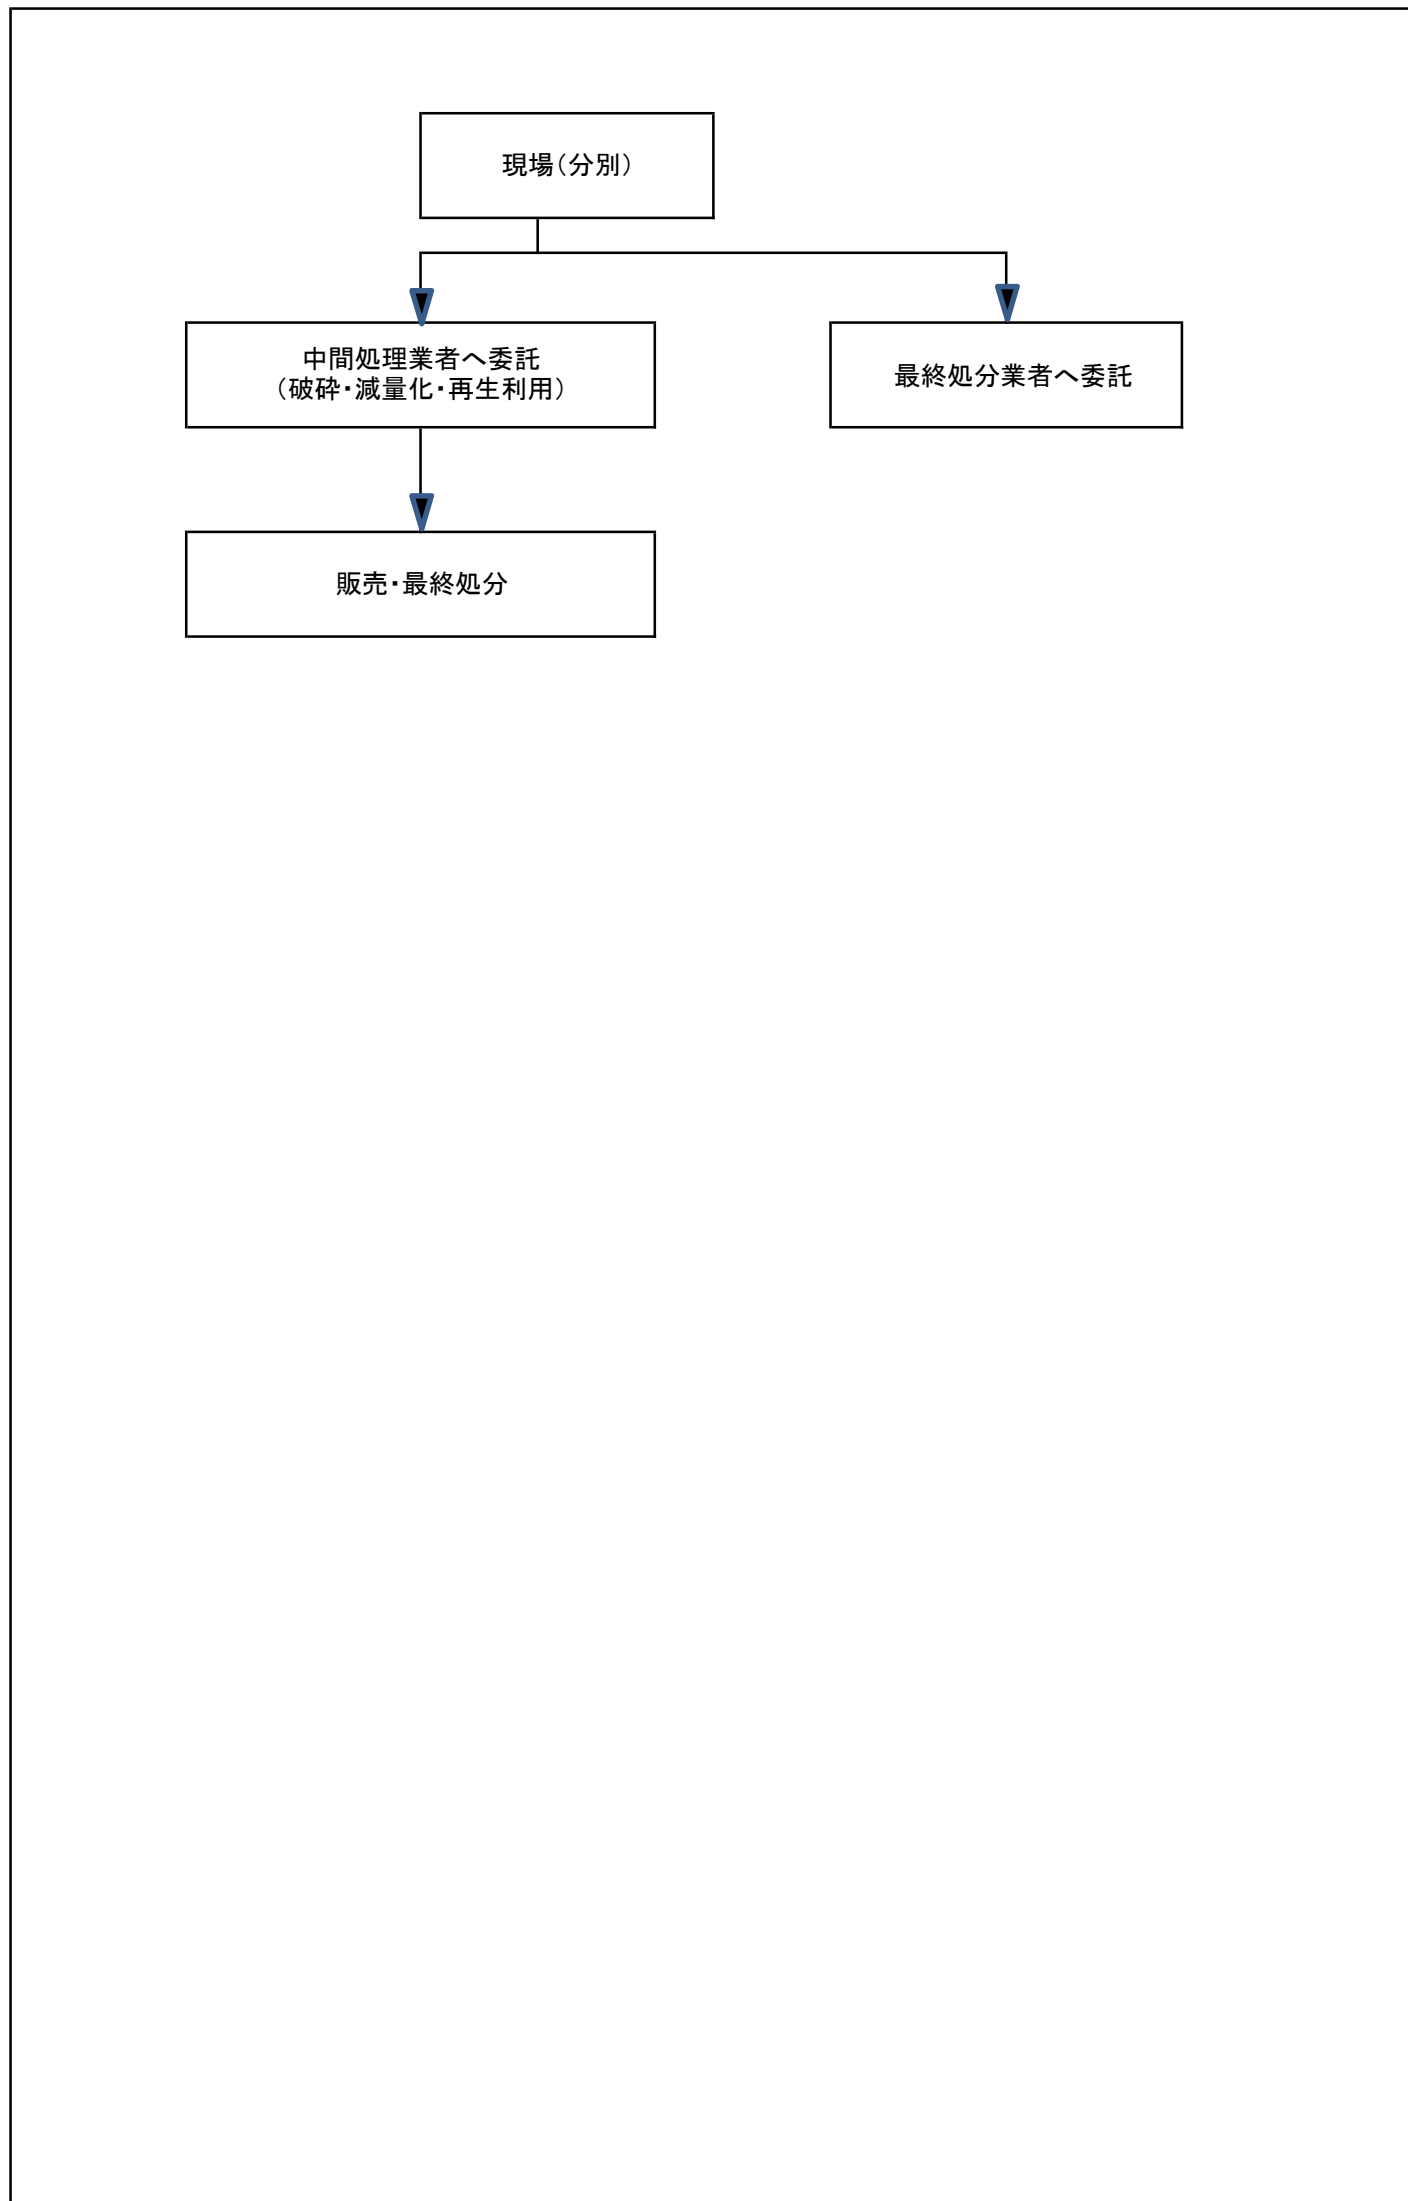 現場(分別)
中間処理業者へ委託
(破砕・減量化・再生利用)
最終処分業者へ委託
販売・最終処分